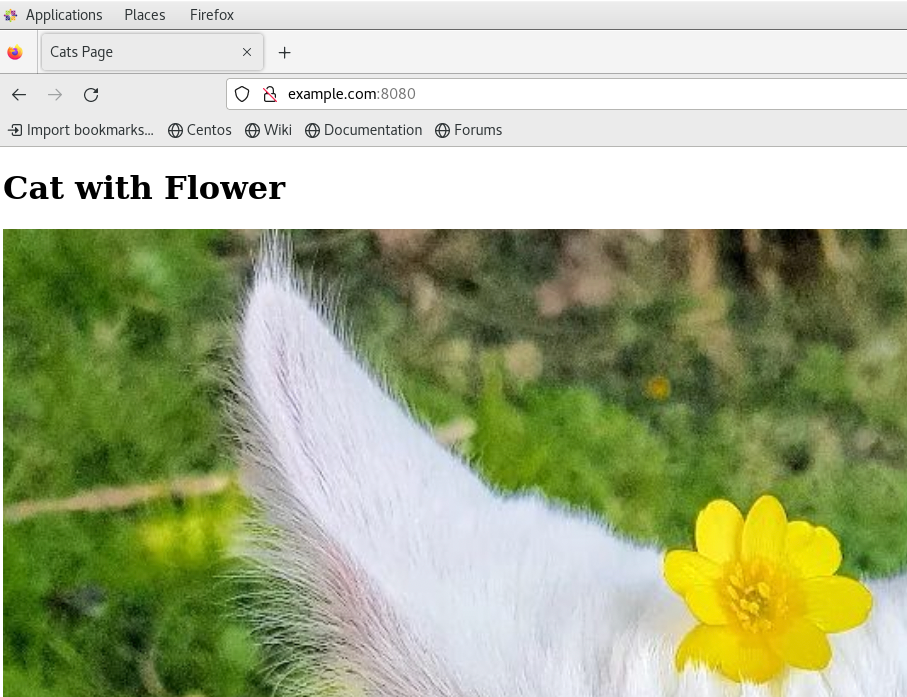 Applications Places Firefox
Cats Page
example.com:8080
Import bookmarks... Centos Wiki Documentation Forums
Cat with Flower